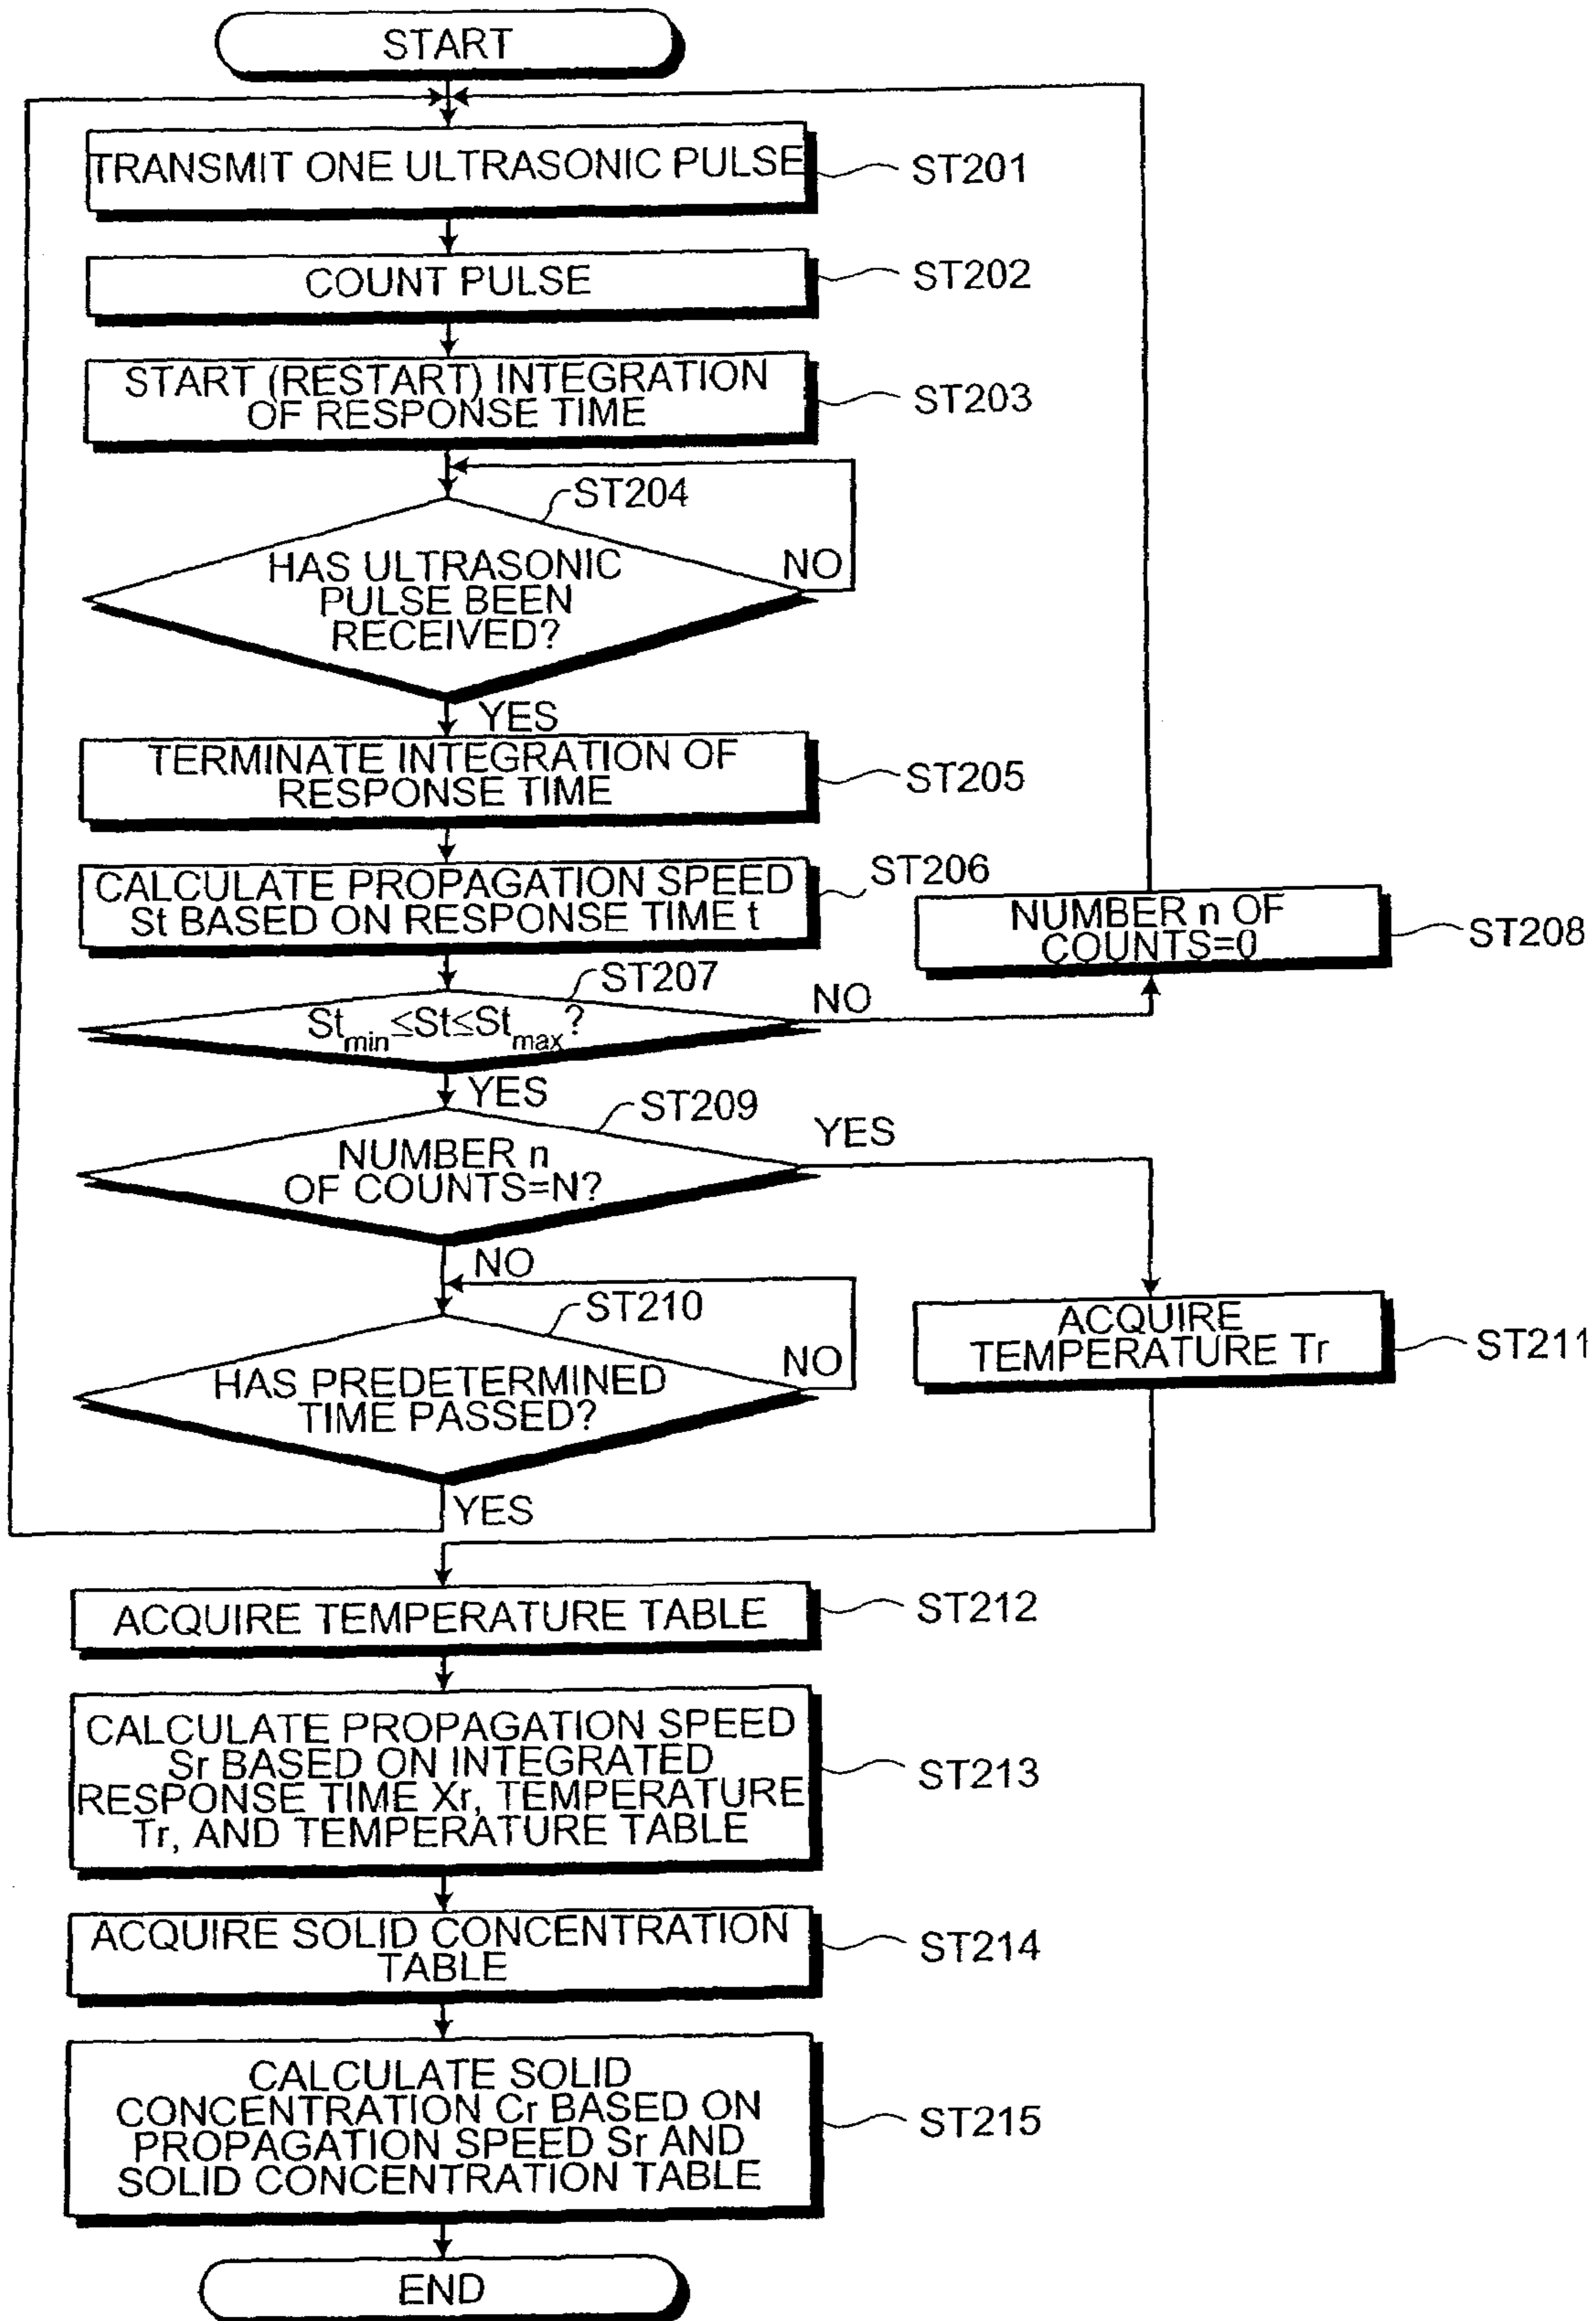 START
TRANSMIT ONE ULTRASONIC PULSE
ST201
COUNT PULSE
ST202
START (RESTART) INTEGRATION
OF RESPONSE TIME
ST203
ST204
HAS ULTRASONIC
PULSE BEEN
RECEIVED?
NO
YES
TERMINATE INTEGRATION OF
RESPONSE TIME
ST205
CALCULATE PROPAGATION SPEED
St BASED ON RESPONSE TIME t
ST206
NUMBER n OF
COUNTS=0
ST208
ST207
Stmin≤St≤Stmax?
NO
YES
ST209
NUMBER n
OF COUNTS=N?
YES
NO
ST210
HAS PREDETERMINED
TIME PASSED?
NO
YES
ACQUIRE
TEMPERATURE Tr
ST211
ACQUIRE TEMPERATURE TABLE
ST212
CALCULATE PROPAGATION SPEED
Sr BASED ON INTEGRATED
RESPONSE TIME Xr, TEMPERATURE
Tr, AND TEMPERATURE TABLE
ST213
ACQUIRE SOLID CONCENTRATION
TABLE
ST214
CALCULATE SOLID
CONCENTRATION Cr BASED ON
PROPAGATION SPEED Sr AND
SOLID CONCENTRATION TABLE
ST215
END